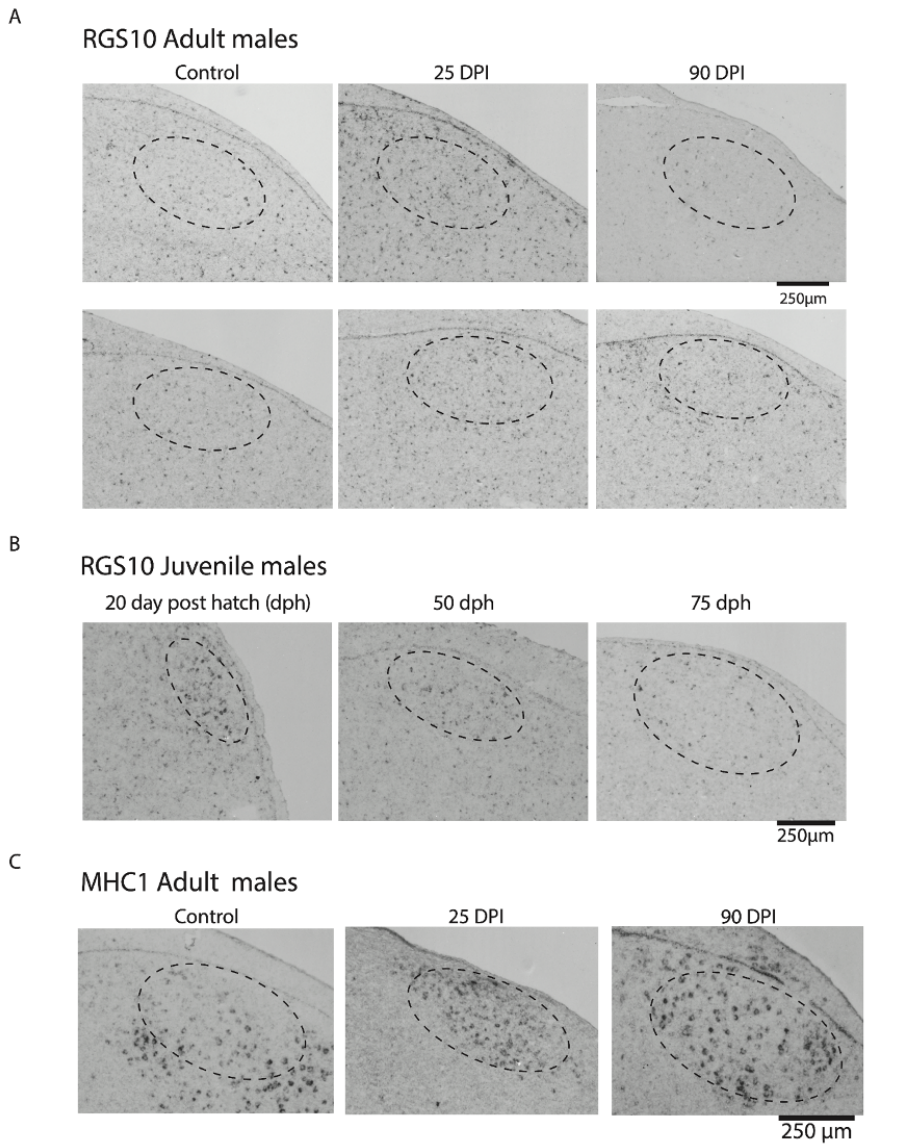 A
RGS10 Adult males
Control 25 DPI 90 DPI
250μm
B
RGS10 Juvenile males
20 day post hatch (dph) 50 dph 75 dph
250μm
C
MHC1 Adult males
Control 25 DPI 90 DPI
250 μm